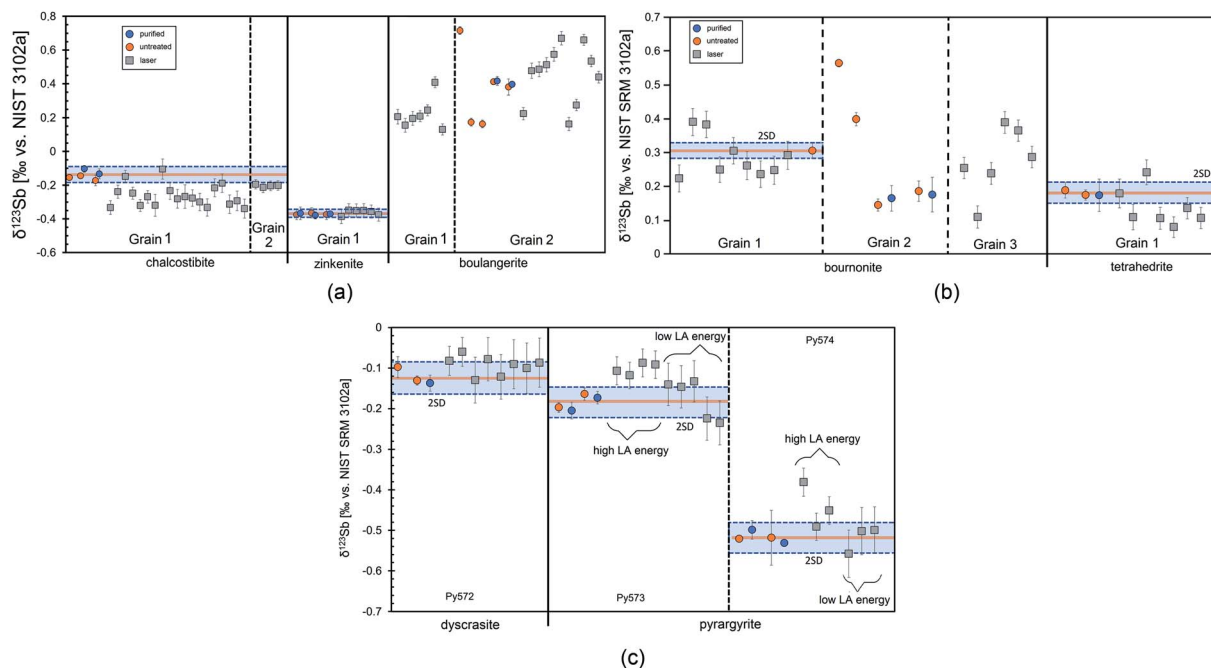 0.8
0.6
0.4
0.2
0
-0.2
-0.4
-0.6
δ¹²³Sb [‰ vs. NIST 3102a]
purified
untreated
laser
Grain 1
Grain
2
Grain 1
Grain 1
Grain 2
chalcostibite
zinkenite
boulangerite
(a)
0.7
0.6
0.5
0.4
0.3
0.2
0.1
0
δ¹²³Sb [‰ vs. NIST SRM 3102a]
purified
untreated
laser
2SD
2SD
Grain 1
Grain 2
Grain 3
Grain 1
bournonite
tetrahedrite
(b)
0
-0.1
-0.2
-0.3
-0.4
-0.5
-0.6
-0.7
δ¹²³Sb [‰ vs. NIST SRM 3102a]
low LA energy
Py574
2SD
2SD
high LA energy
high LA energy
2SD
low LA energy
Py572
Py573
dyscrasite
pyrargyrite
(c)